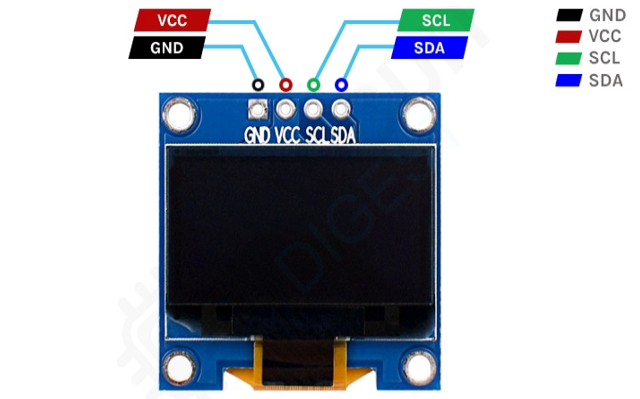 VCC
GND
SCL
SDA
GND
VCC
SCL
SDA
GND VCC SCL SDA